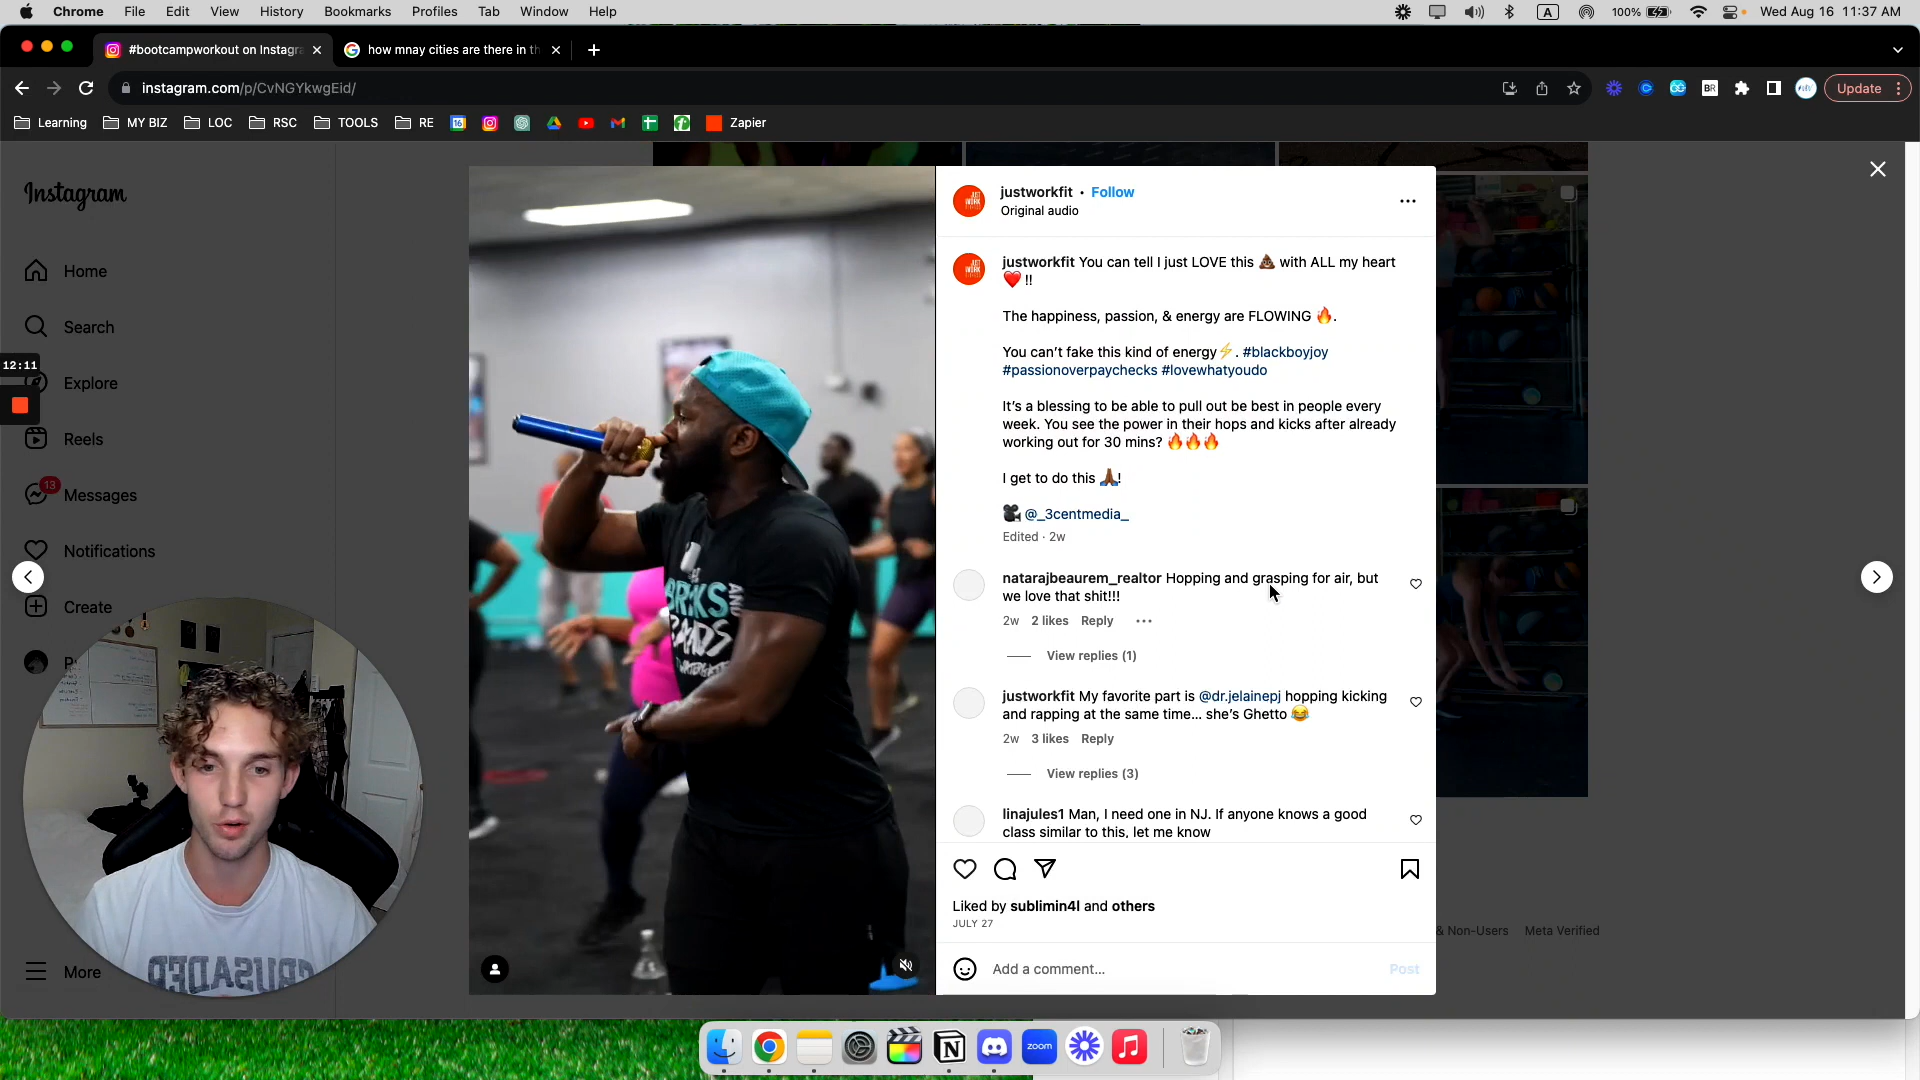 Chrome File Edit View History Bookmarks Profiles Tab Window Help
A 100% Wed Aug 16 11:37 AM
#bootcampworkout on Instagra
how mnay cities are there in th
instagram.com/p/CvNGYkwgEid/
BR Update
Learning MY BIZ LOC RSC TOOLS RE 16 Zapier
Instagram
Home
Search
12:11
Explore
Reels
13
Messages
Notifications
Create
More
CRUSADER
BRKS
AND
justworkfit • Follow
Original audio
justworkfit You can tell I just LOVE this 💩 with ALL my heart
❤️ !!
The happiness, passion, & energy are FLOWING 🔥.
You can’t fake this kind of energy⚡. #blackboyjoy
#passionoverpaychecks #lovewhatyoudo
It’s a blessing to be able to pull out be best in people every
week. You see the power in their hops and kicks after already
working out for 30 mins? 🔥🔥🔥
I get to do this 🙏🏾!
🎥 @_3centmedia_
Edited · 2w
natarajbeaurem_realtor Hopping and grasping for air, but
we love that shit!!!
2w 2 likes Reply
View replies (1)
justworkfit My favorite part is @dr.jelainepj hopping kicking
and rapping at the same time... she’s Ghetto 😂
2w 3 likes Reply
View replies (3)
linajules1 Man, I need one in NJ. If anyone knows a good
class similar to this, let me know
Liked by sublimin4l and others
JULY 27
Add a comment... Post
& Non-Users Meta Verified
zoom